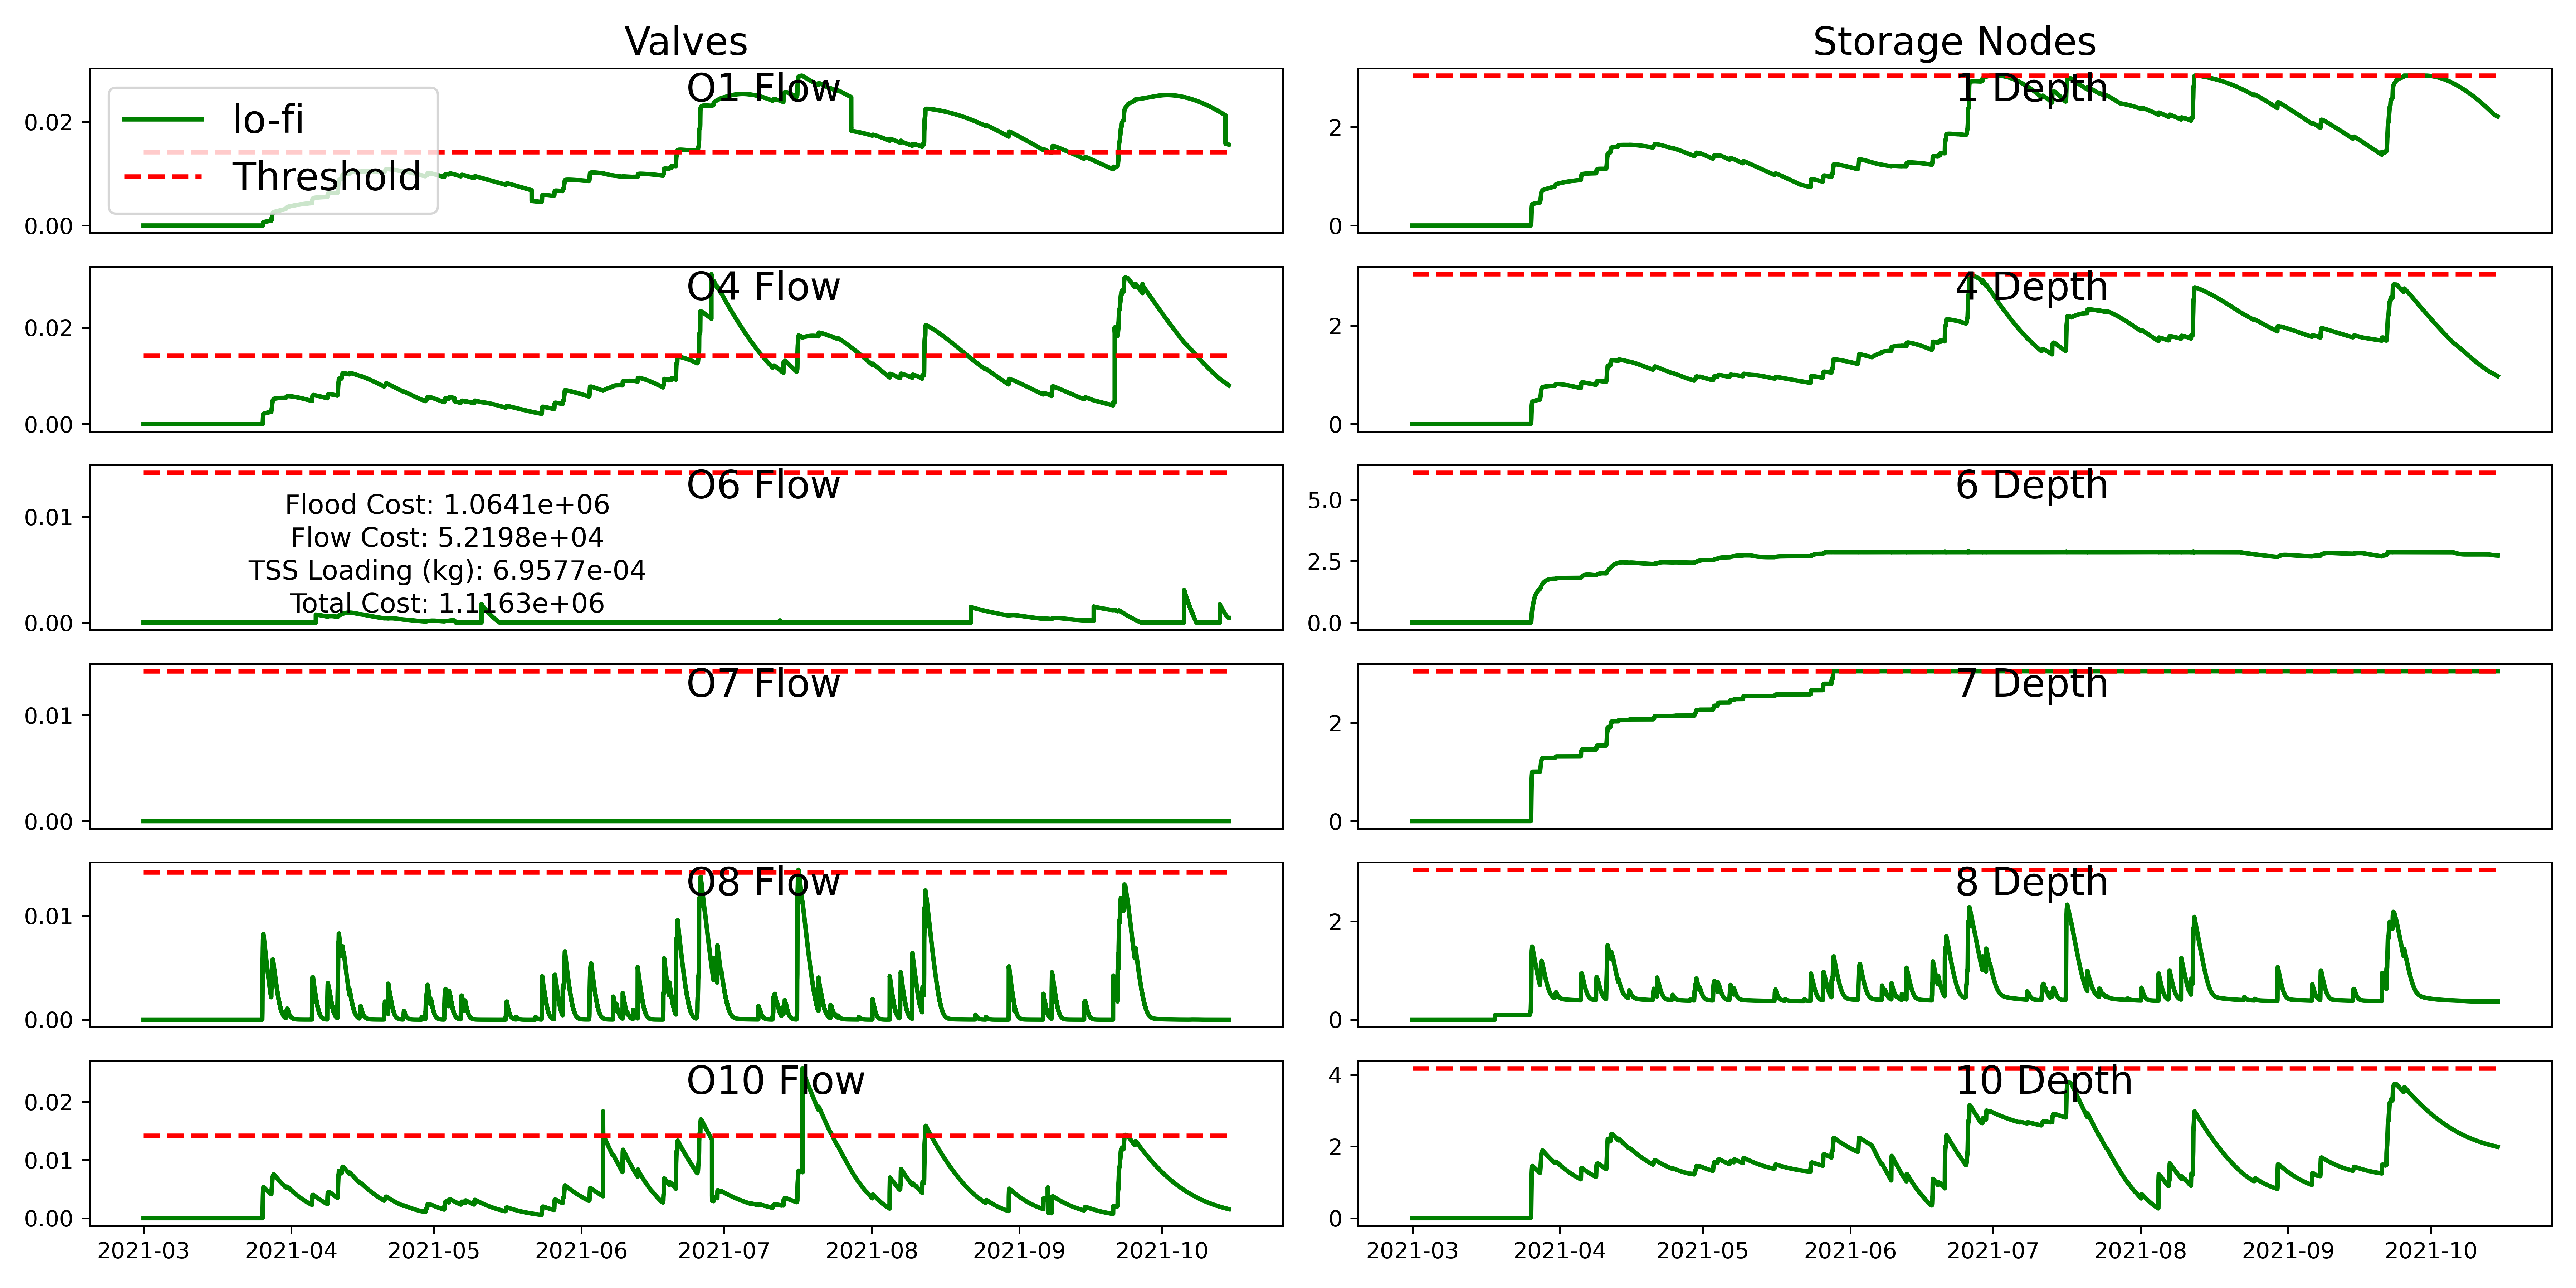 Valves
O1 Flow
lo-fi
Threshold
0.02
0.00
O4 Flow
0.02
0.00
O6 Flow
Flood Cost: 1.0641e+06
Flow Cost: 5.2198e+04
TSS Loading (kg): 6.9577e-04
Total Cost: 1.1163e+06
0.01
0.00
O7 Flow
0.01
0.00
O8 Flow
0.01
0.00
O10 Flow
0.02
0.01
0.00
2021-03 2021-04 2021-05 2021-06 2021-07 2021-08 2021-09 2021-10
Storage Nodes
1 Depth
2
0
4 Depth
2
0
6 Depth
5.0
2.5
0.0
7 Depth
2
0
8 Depth
2
0
10 Depth
4
2
0
2021-03 2021-04 2021-05 2021-06 2021-07 2021-08 2021-09 2021-10